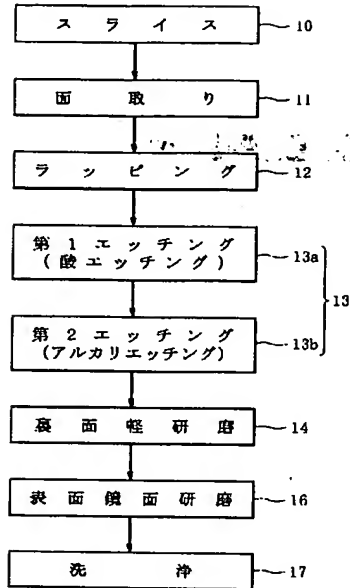 スライス 10
面取り 11
ラッピング 12
第1エッチング
(酸エッチング) 13a
13
第2エッチング
(アルカリエッチング) 13b
裏面軽研磨 14
表面鏡面研磨 16
洗浄 17